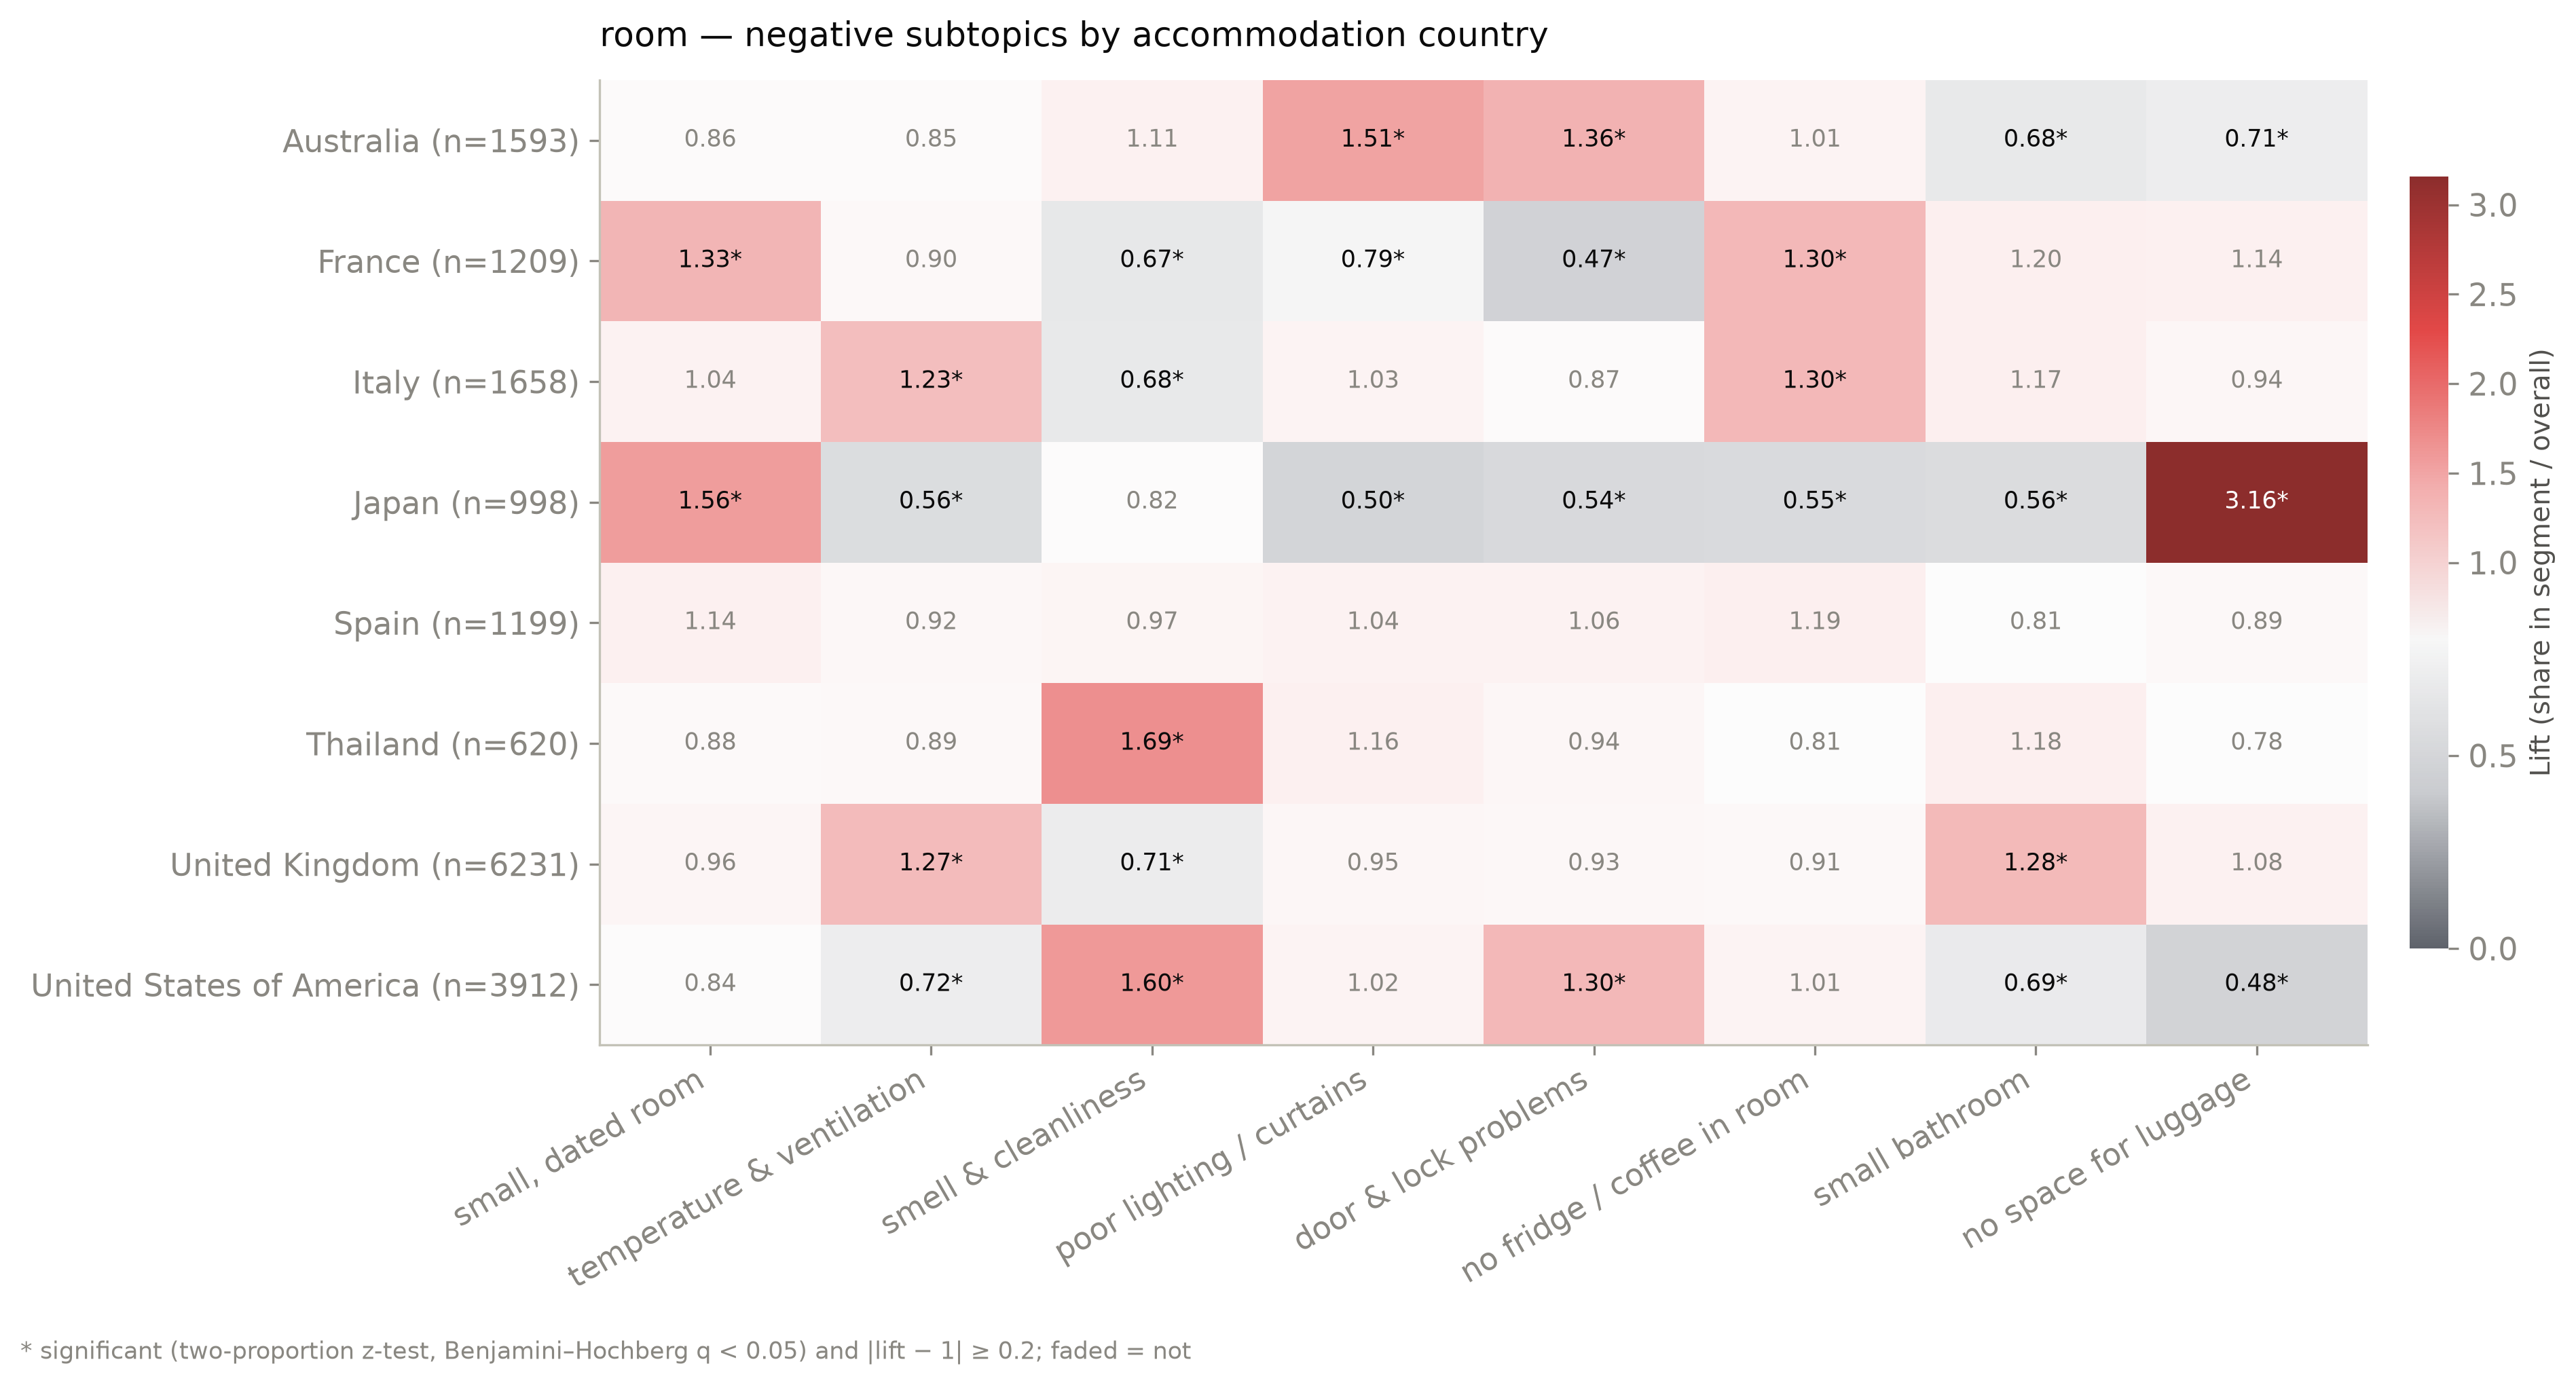 room — negative subtopics by accommodation country
Australia (n=1593) 0.86 0.85 1.11 1.51* 1.36* 1.01 0.68* 0.71*
France (n=1209) 1.33* 0.90 0.67* 0.79* 0.47* 1.30* 1.20 1.14
Italy (n=1658) 1.04 1.23* 0.68* 1.03 0.87 1.30* 1.17 0.94
Japan (n=998) 1.56* 0.56* 0.82 0.50* 0.54* 0.55* 0.56* 3.16*
Spain (n=1199) 1.14 0.92 0.97 1.04 1.06 1.19 0.81 0.89
Thailand (n=620) 0.88 0.89 1.69* 1.16 0.94 0.81 1.18 0.78
United Kingdom (n=6231) 0.96 1.27* 0.71* 0.95 0.93 0.91 1.28* 1.08
United States of America (n=3912) 0.84 0.72* 1.60* 1.02 1.30* 1.01 0.69* 0.48*
small, dated room
temperature & ventilation
smell & cleanliness
poor lighting / curtains
door & lock problems
no fridge / coffee in room
small bathroom
no space for luggage
3.0
2.5
2.0
1.5
1.0
0.5
0.0
Lift (share in segment / overall)
* significant (two-proportion z-test, Benjamini–Hochberg q < 0.05) and |lift − 1| ≥ 0.2; faded = not